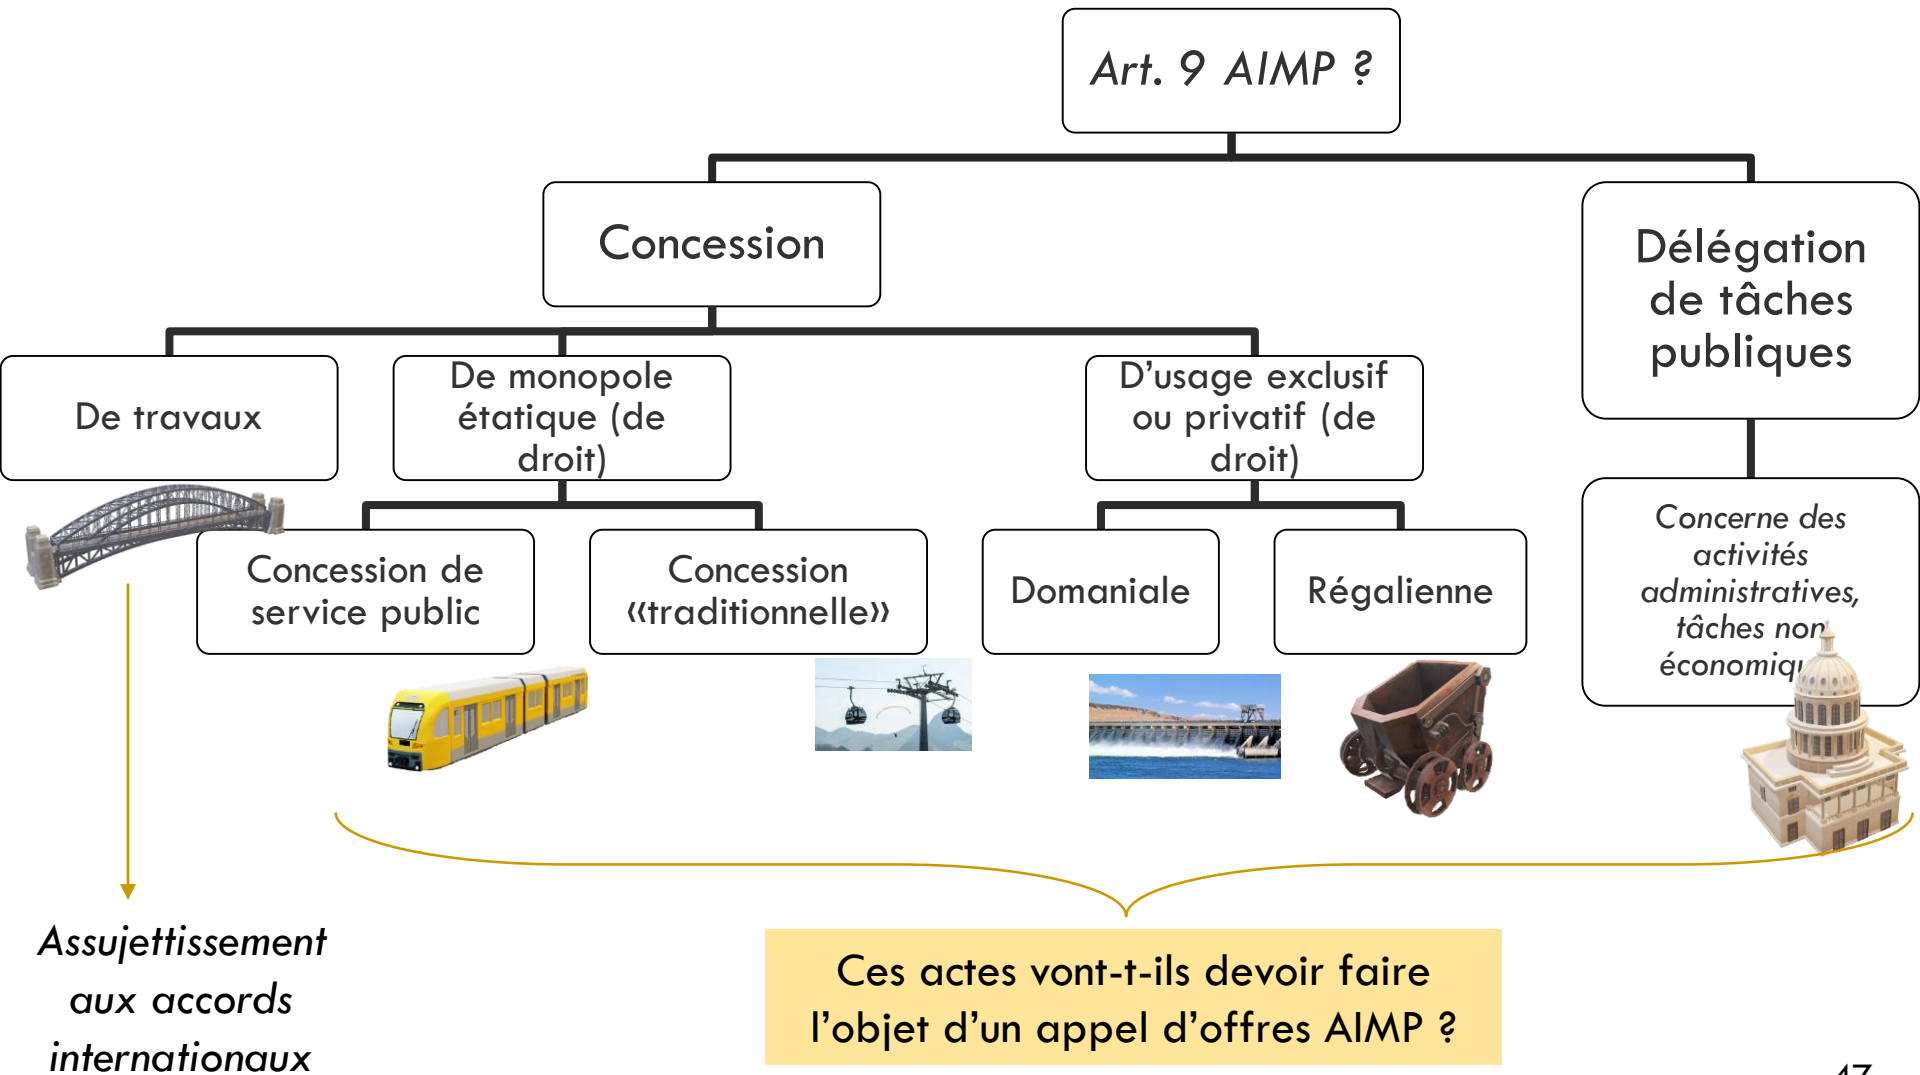 Art. 9 AIMP ?
Concession
Délégation
de tâches
publiques
De travaux
De monopole
étatique (de
droit)
D’usage exclusif
ou privatif (de
droit)
Concession de
service public
Concession
«traditionnelle»
Domaniale
Régalienne
Concerne des
activités
administratives,
tâches non
économiqu
Assujettissement
aux accords
internationaux
Ces actes vont-t-ils devoir faire
l’objet d’un appel d’offres AIMP ?
47